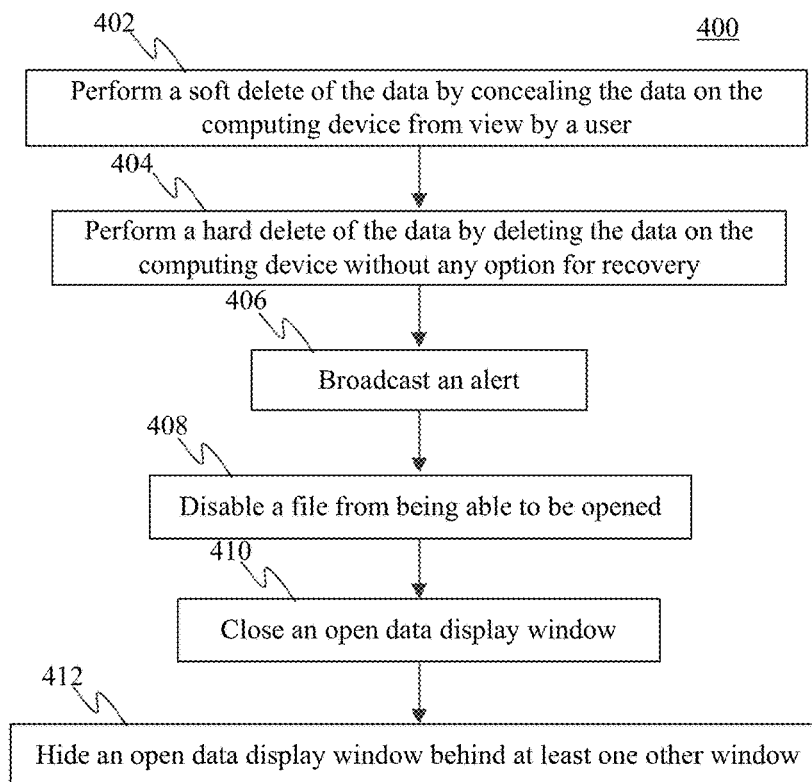 402
400
Perform a soft delete of the data by concealing the data on the
computing device from view by a user
404
Perform a hard delete of the data by deleting the data on the
computing device without any option for recovery
406
Broadcast an alert
408
Disable a file from being able to be opened
410
Close an open data display window
412
Hide an open data display window behind at least one other window